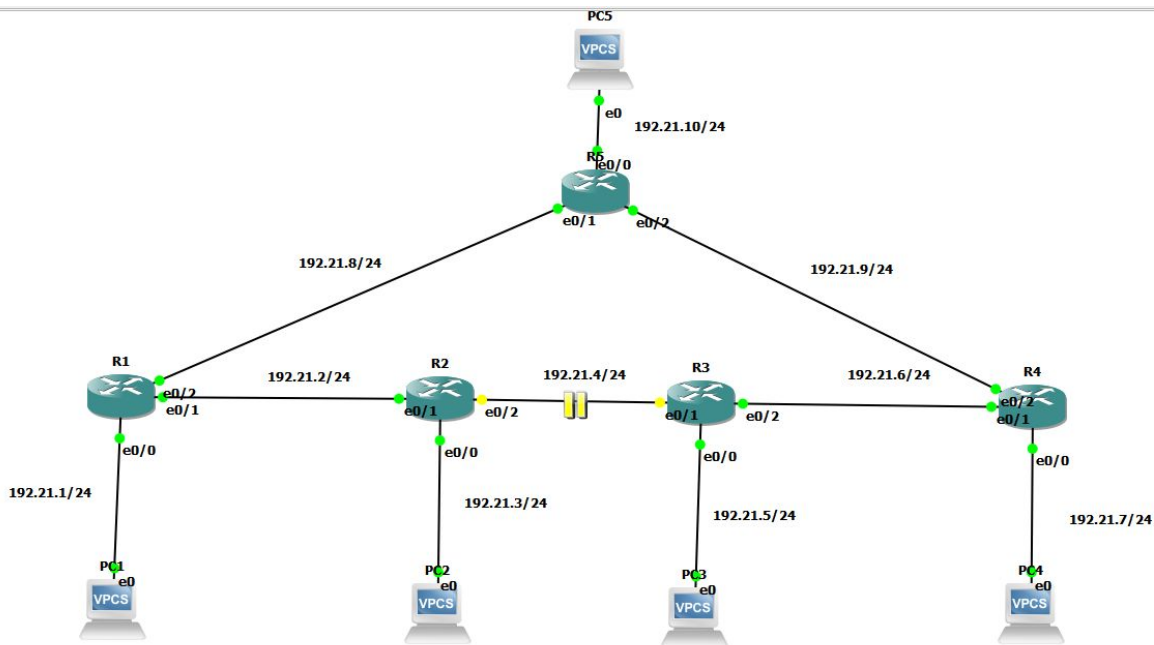 PC5
VPCS
e0
192.21.10/24
R5
e0/0
e0/1
e0/2
192.21.8/24
192.21.9/24
R1
R2
R3
R4
192.21.2/24
192.21.4/24
192.21.6/24
e0/2
e0/1
e0/1
e0/2
e0/1
e0/2
e0/2
e0/1
e0/0
e0/0
e0/0
e0/0
192.21.1/24
192.21.3/24
192.21.5/24
192.21.7/24
PC1
e0
VPCS
PC2
e0
VPCS
PC3
e0
VPCS
PC4
e0
VPCS